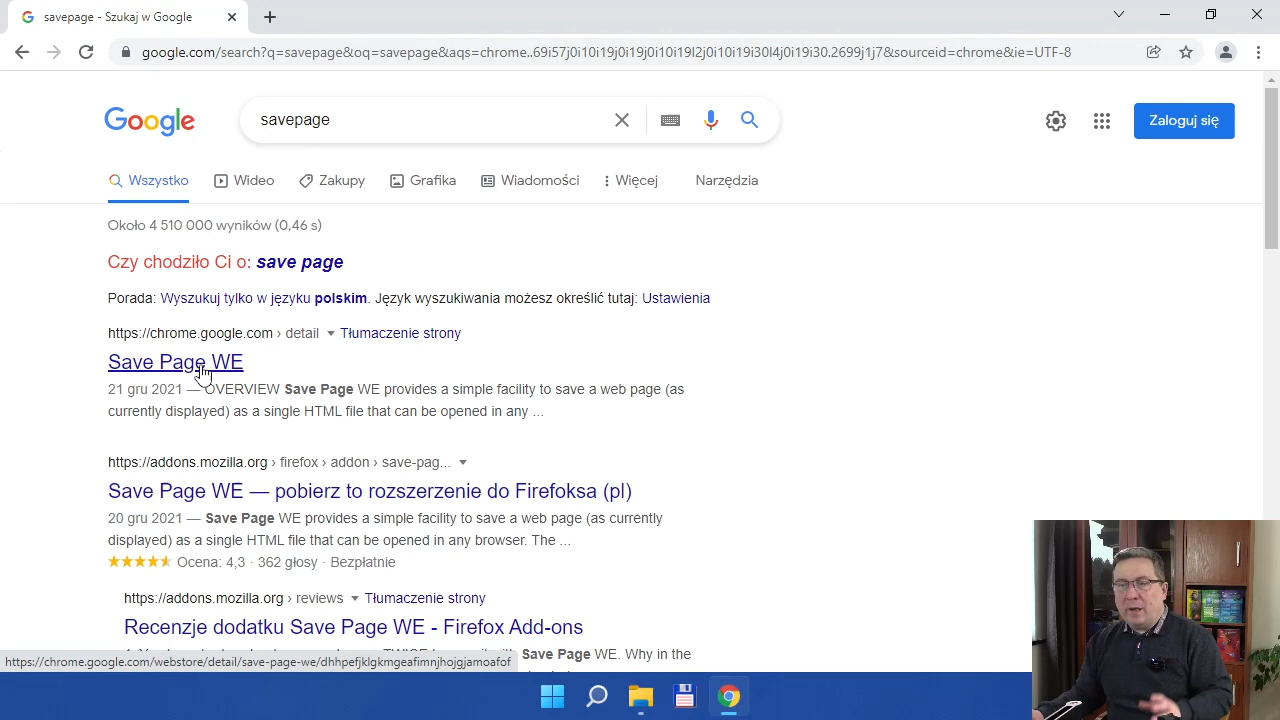 savepage - Szukaj w Google
google.com/search?q=savepage&oq=savepage&aqs=chrome..69i57j0i10i19j0i19j0i10i19l2j0i10i19i30l4j0i19i30.2699j1j7&sourceid=chrome&ie=UTF-8
Google
savepage
Zaloguj się
Wszystko
Wideo
Zakupy
Grafika
Wiadomości
Więcej
Narzędzia
Około 4 510 000 wyników (0,46 s)
Czy chodziło Ci o: save page
Porada: Wyszukuj tylko w języku polskim. Język wyszukiwania możesz określić tutaj: Ustawienia
https://chrome.google.com › detail Tłumaczenie strony
Save Page WE
21 gru 2021 — OVERVIEW Save Page WE provides a simple facility to save a web page (as
currently displayed) as a single HTML file that can be opened in any ...
https://addons.mozilla.org › firefox › addon › save-pag...
Save Page WE — pobierz to rozszerzenie do Firefoksa (pl)
20 gru 2021 — Save Page WE provides a simple facility to save a web page (as currently
displayed) as a single HTML file that can be opened in any browser. The ...
Ocena: 4,3 · 362 głosy · Bezpłatnie
https://addons.mozilla.org › reviews Tłumaczenie strony
Recenzje dodatku Save Page WE - Firefox Add-ons
Save Page WE. Why in the
https://chrome.google.com/webstore/detail/save-page-we/dhhpefjklgkmgeafimnjhojgjamoafof